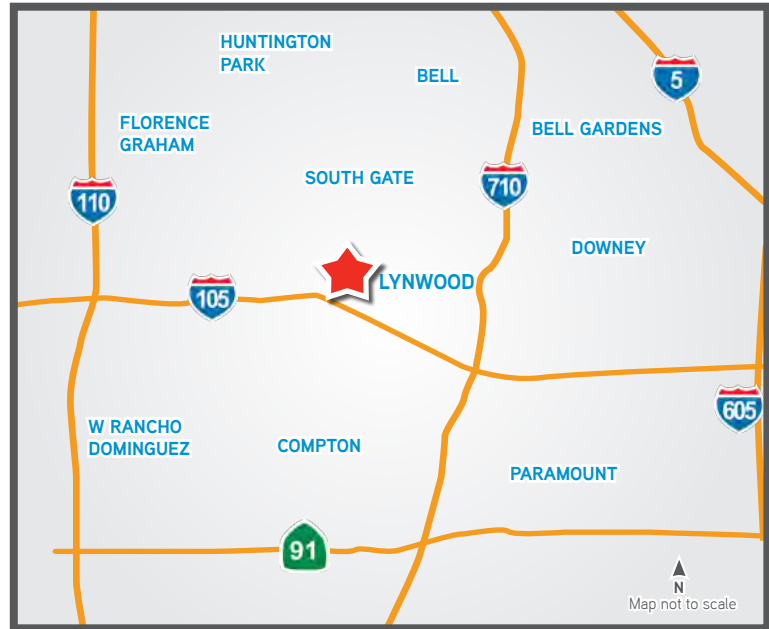 HUNTINGTON
PARK
BELL
5
FLORENCE
GRAHAM
BELL GARDENS
SOUTH GATE
710
110
DOWNEY
LYNWOOD
105
605
W RANCHO
DOMINGUEZ
COMPTON
PARAMOUNT
91
N
Map not to scale